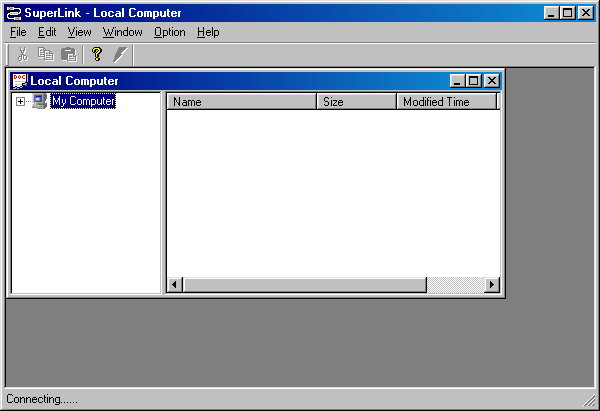 SuperLink - Local Computer
File Edit View Window Option Help
Local Computer
My Computer
Name Size Modified Time
Connecting......